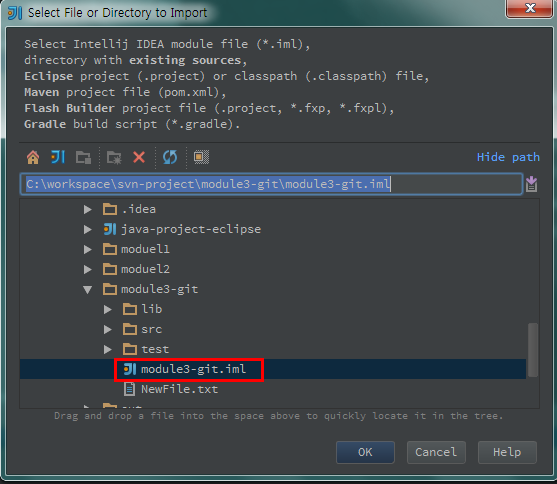 Select File or Directory to Import
Select Intellij IDEA module file (*.iml),
directory with existing sources,
Eclipse project (.project) or classpath (.classpath) file,
Maven project file (pom.xml),
Flash Builder project file (.project, *.fxp, *.fxpl),
Gradle build script (*.gradle).
Hide path
C:\workspace\svn-project\module3-git\module3-git.iml
.idea
java-project-eclipse
moduel1
moduel2
module3-git
lib
src
test
module3-git.iml
NewFile.txt
Drag and drop a file into the space above to quickly locate it in the tree.
OK
Cancel
Help